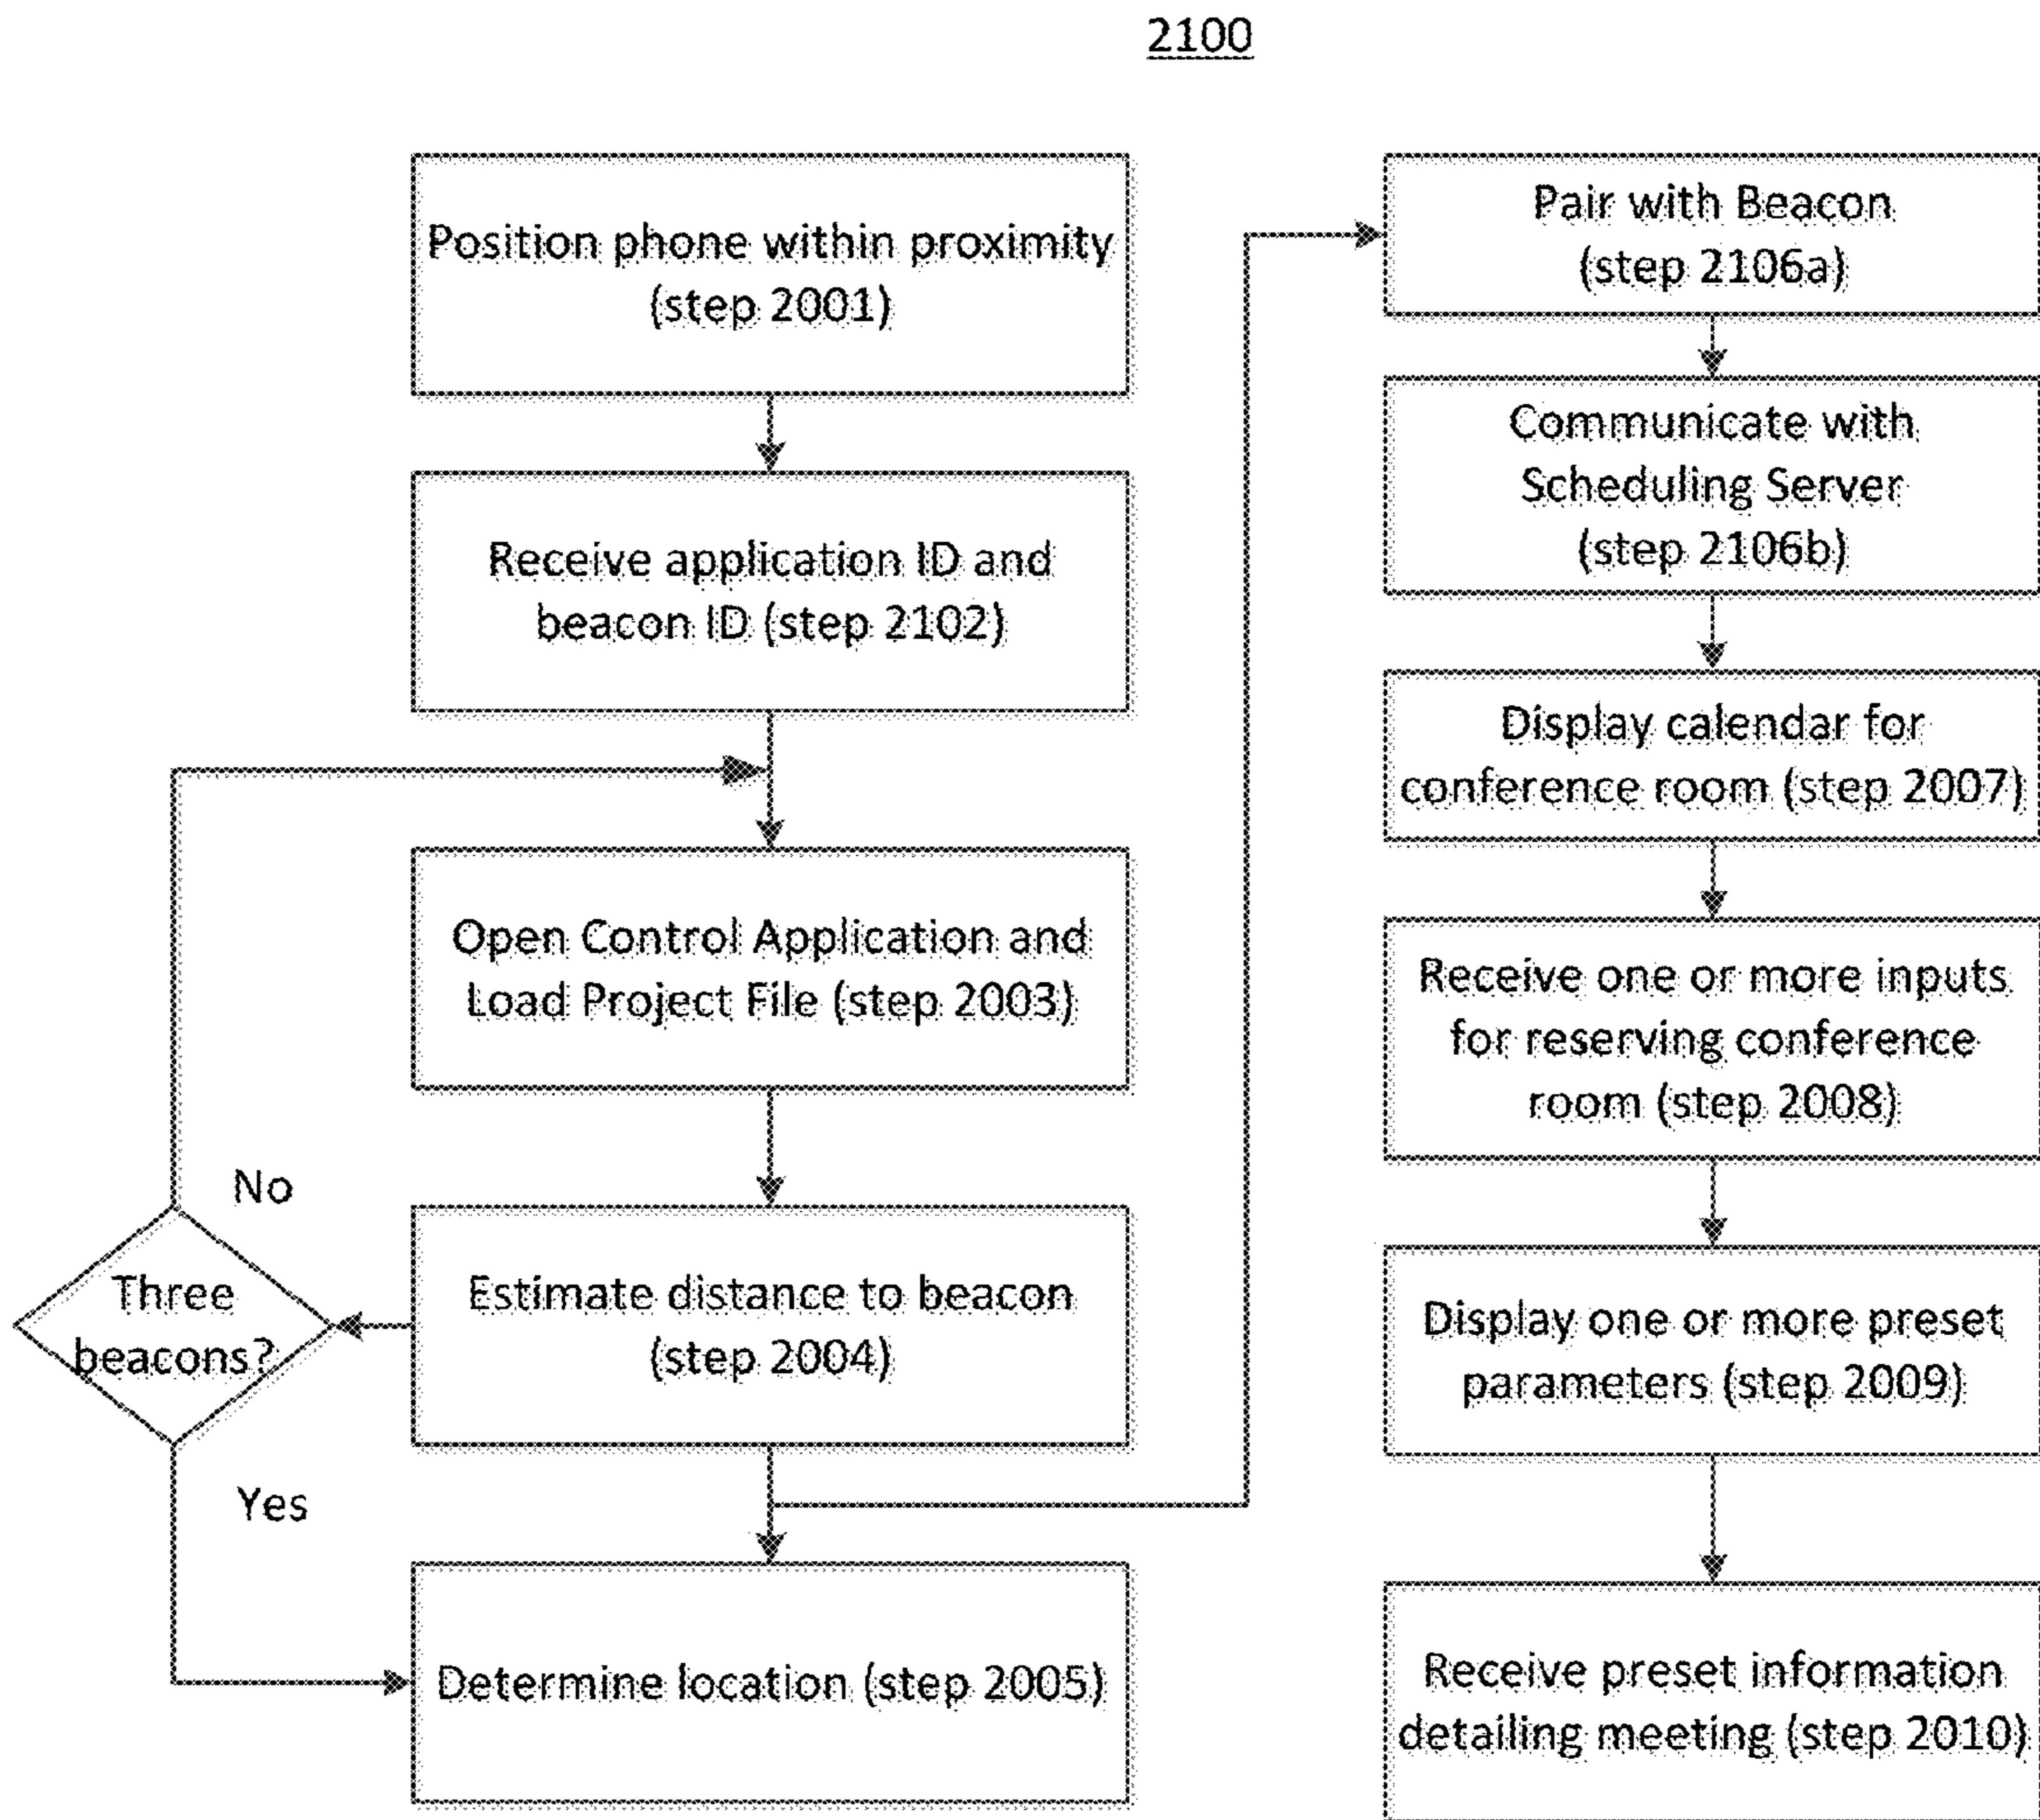 2100
Position phone within proximity
(step 2001)
Receive application ID and
beacon ID (step 2102)
Open Control Application and
Load Project File (step 2003)
Estimate distance to beacon
(step 2004)
Three
beacons?
No
Yes
Determine location (step 2005)
Pair with Beacon
(step 2106a)
Communicate with
Scheduling Server
(step 2106b)
Display calendar for
conference room (step 2007)
Receive one or more inputs
for reserving conference
room (step 2008)
Display one or more preset
parameters (step 2009)
Receive preset information
detailing meeting (step 2010)